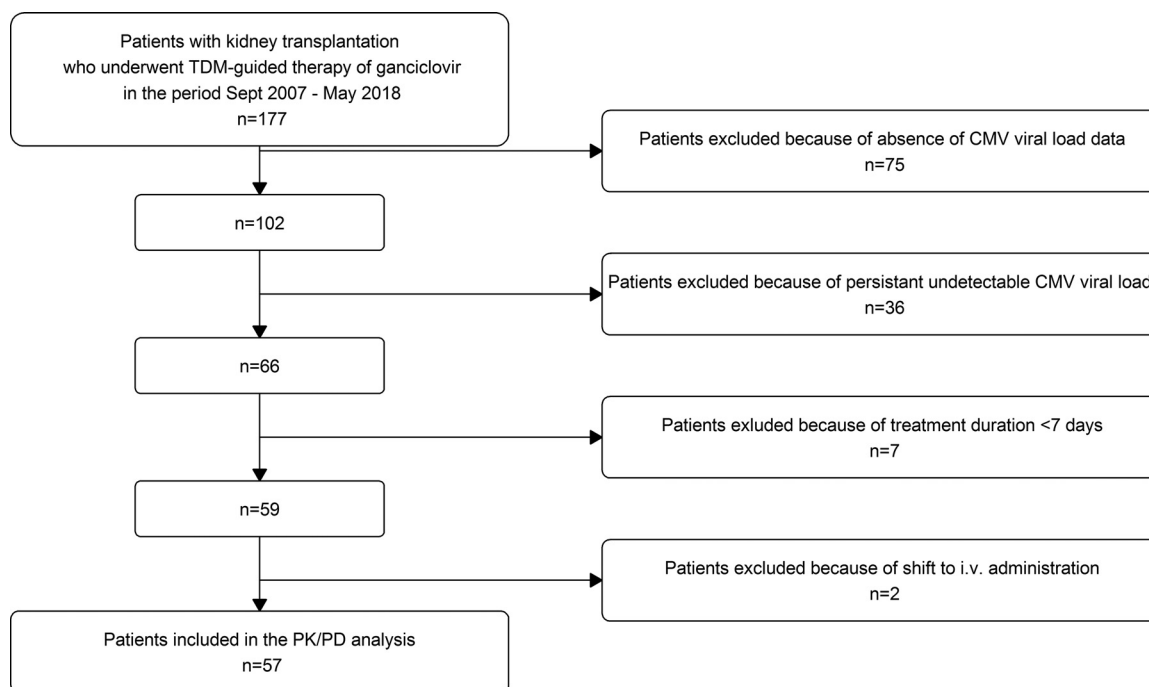 Patients with kidney transplantation
who underwent TDM-guided therapy of ganciclovir
in the period Sept 2007 - May 2018
n=177
Patients excluded because of absence of CMV viral load data
n=75
n=102
Patients excluded because of persistant undetectable CMV viral load
n=36
n=66
Patients exluded because of treatment duration <7 days
n=7
n=59
Patients excluded because of shift to i.v. administration
n=2
Patients included in the PK/PD analysis
n=57